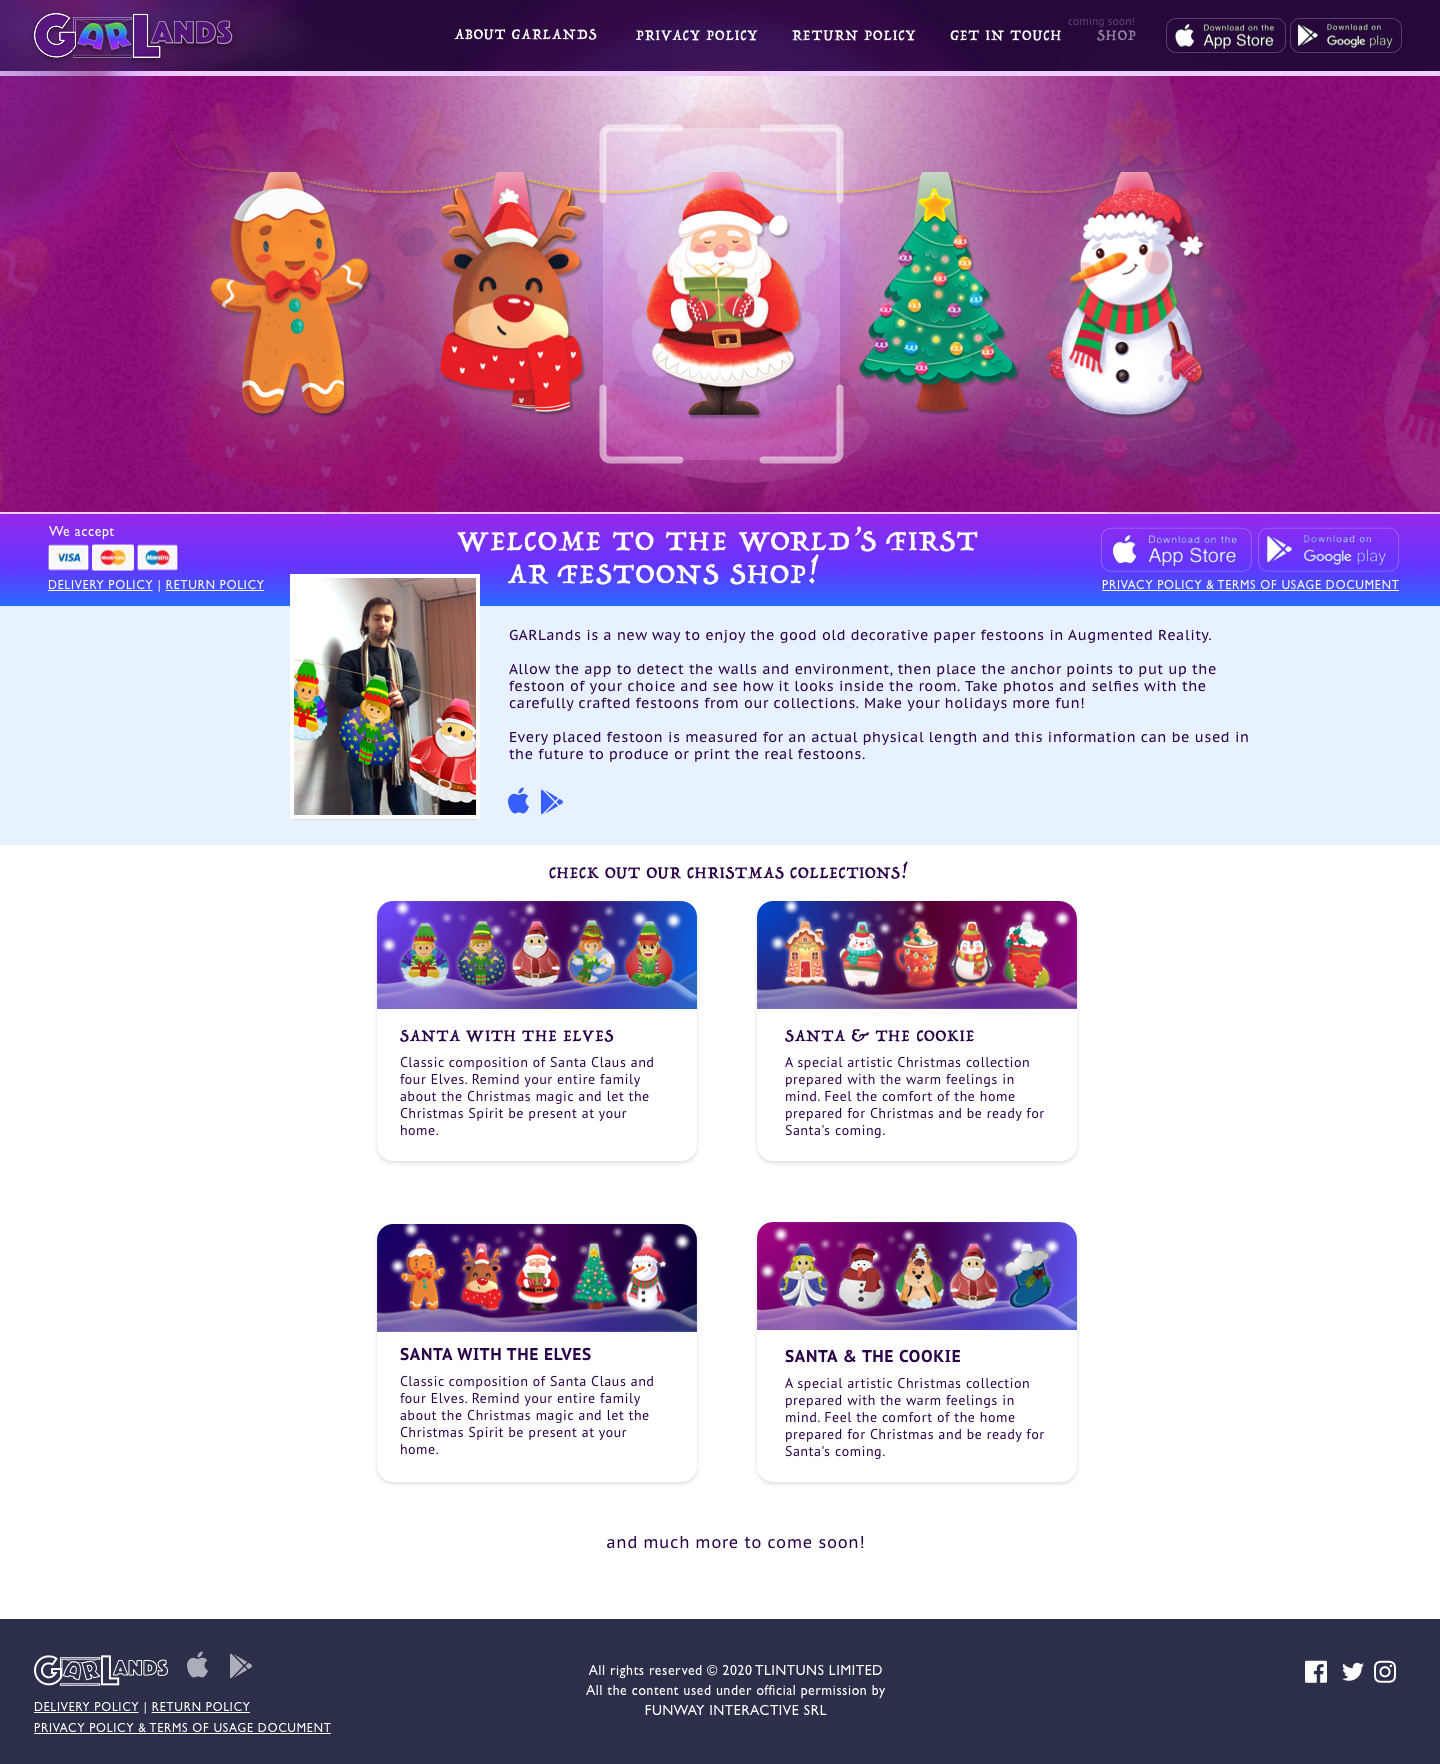 GARLANDS
ABOUT GARLANDS
PRIVACY POLICY
RETURN POLICY
GET IN TOUCH
coming soon!
SHOP
Download on the
App Store
Download on
Google play
We accept
VISA
MasterCard
Maestro
DELIVERY POLICY | RETURN POLICY
WELCOME TO THE WORLD'S FIRST
AR FESTOONS SHOP!
Download on the
App Store
Download on
Google play
PRIVACY POLICY & TERMS OF USAGE DOCUMENT
GARLands is a new way to enjoy the good old decorative paper festoons in Augmented Reality.
Allow the app to detect the walls and environment, then place the anchor points to put up the
festoon of your choice and see how it looks inside the room. Take photos and selfies with the
carefully crafted festoons from our collections. Make your holidays more fun!
Every placed festoon is measured for an actual physical length and this information can be used in
the future to produce or print the real festoons.
CHECK OUT OUR CHRISTMAS COLLECTIONS!
SANTA WITH THE ELVES
Classic composition of Santa Claus and
four Elves. Remind your entire family
about the Christmas magic and let the
Christmas Spirit be present at your
home.
SANTA & THE COOKIE
A special artistic Christmas collection
prepared with the warm feelings in
mind. Feel the comfort of the home
prepared for Christmas and be ready for
Santa's coming.
SANTA WITH THE ELVES
Classic composition of Santa Claus and
four Elves. Remind your entire family
about the Christmas magic and let the
Christmas Spirit be present at your
home.
SANTA & THE COOKIE
A special artistic Christmas collection
prepared with the warm feelings in
mind. Feel the comfort of the home
prepared for Christmas and be ready for
Santa's coming.
and much more to come soon!
GARLANDS
DELIVERY POLICY | RETURN POLICY
PRIVACY POLICY & TERMS OF USAGE DOCUMENT
All rights reserved © 2020 TLINTUNS LIMITED
All the content used under official permission by
FUNWAY INTERACTIVE SRL